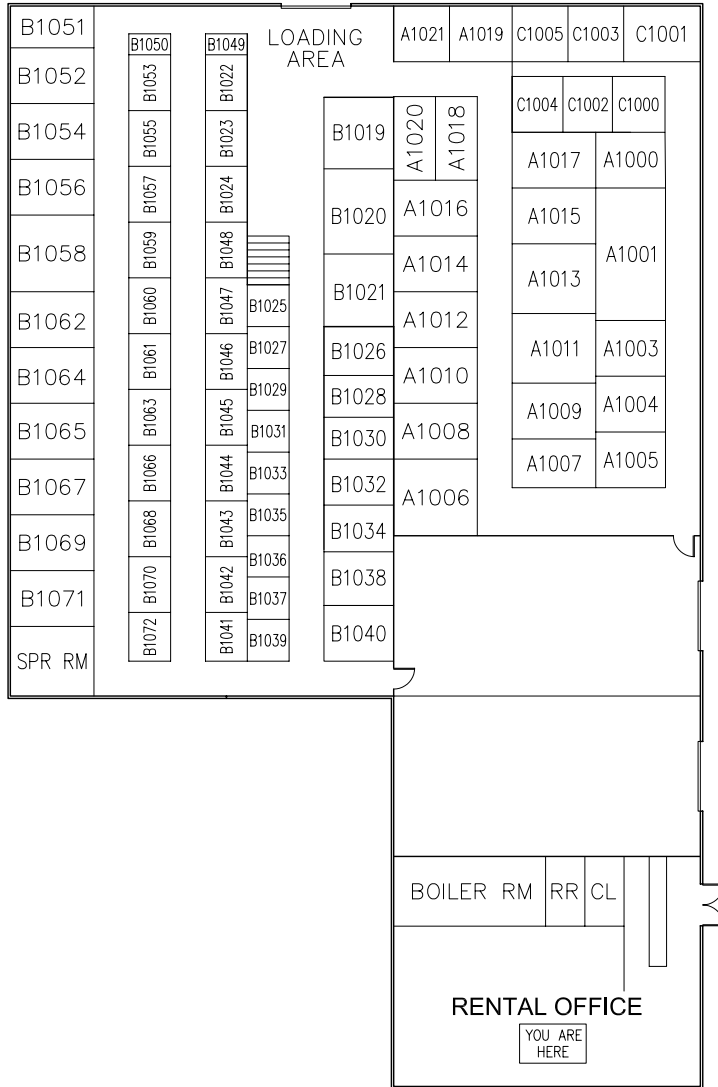 B1051
B1052
B1054
B1056
B1058
B1062
B1064
B1065
B1067
B1069
B1071
SPR RM
B1050
B1053
B1055
B1057
B1059
B1060
B1061
B1063
B1066
B1068
B1070
B1072
B1049
B1022
B1023
B1024
B1048
B1047
B1046
B1045
B1044
B1043
B1042
B1041
B1025
B1027
B1029
B1031
B1033
B1035
B1036
B1037
B1039
LOADING
AREA
B1019
B1020
B1021
B1026
B1028
B1030
B1032
B1034
B1038
B1040
A1021
A1019
C1005
C1003
C1001
A1020
A1018
A1016
A1014
A1012
A1010
A1008
A1006
C1004
C1002
C1000
A1017
A1015
A1013
A1011
A1009
A1007
A1000
A1001
A1003
A1004
A1005
BOILER RM
RR
CL
RENTAL OFFICE
YOU ARE
HERE